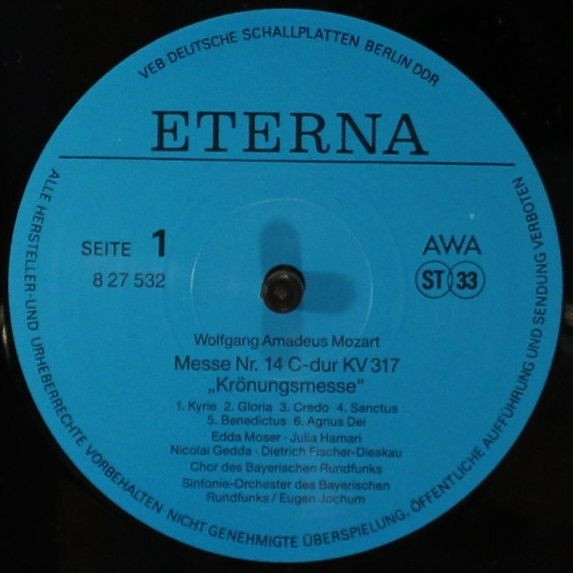 VEB DEUTSCHE SCHALLPLATTEN BERLIN DDR
ETERNA
SEITE 1
8 27 532
AWA
ST 33
Wolfgang Amadeus Mozart
Messe Nr. 14 C-dur KV 317
„Krönungsmesse“
1. Kyrie 2. Gloria 3. Credo 4. Sanctus
5. Benedictus 6. Agnus Dei
Edda Moser · Julia Hamari
Nicolai Gedda · Dietrich Fischer-Dieskau
Chor des Bayerischen Rundfunks
Sinfonie-Orchester des Bayerischen
Rundfunks / Eugen Jochum
ALLE HERSTELLER-UND URHEBERRECHTE VORBEHALTEN · NICHT GENEHMIGTE ÜBERSPIELUNG, ÖFFENTLICHE AUFFÜHRUNG UND SENDUNG VERBOTEN